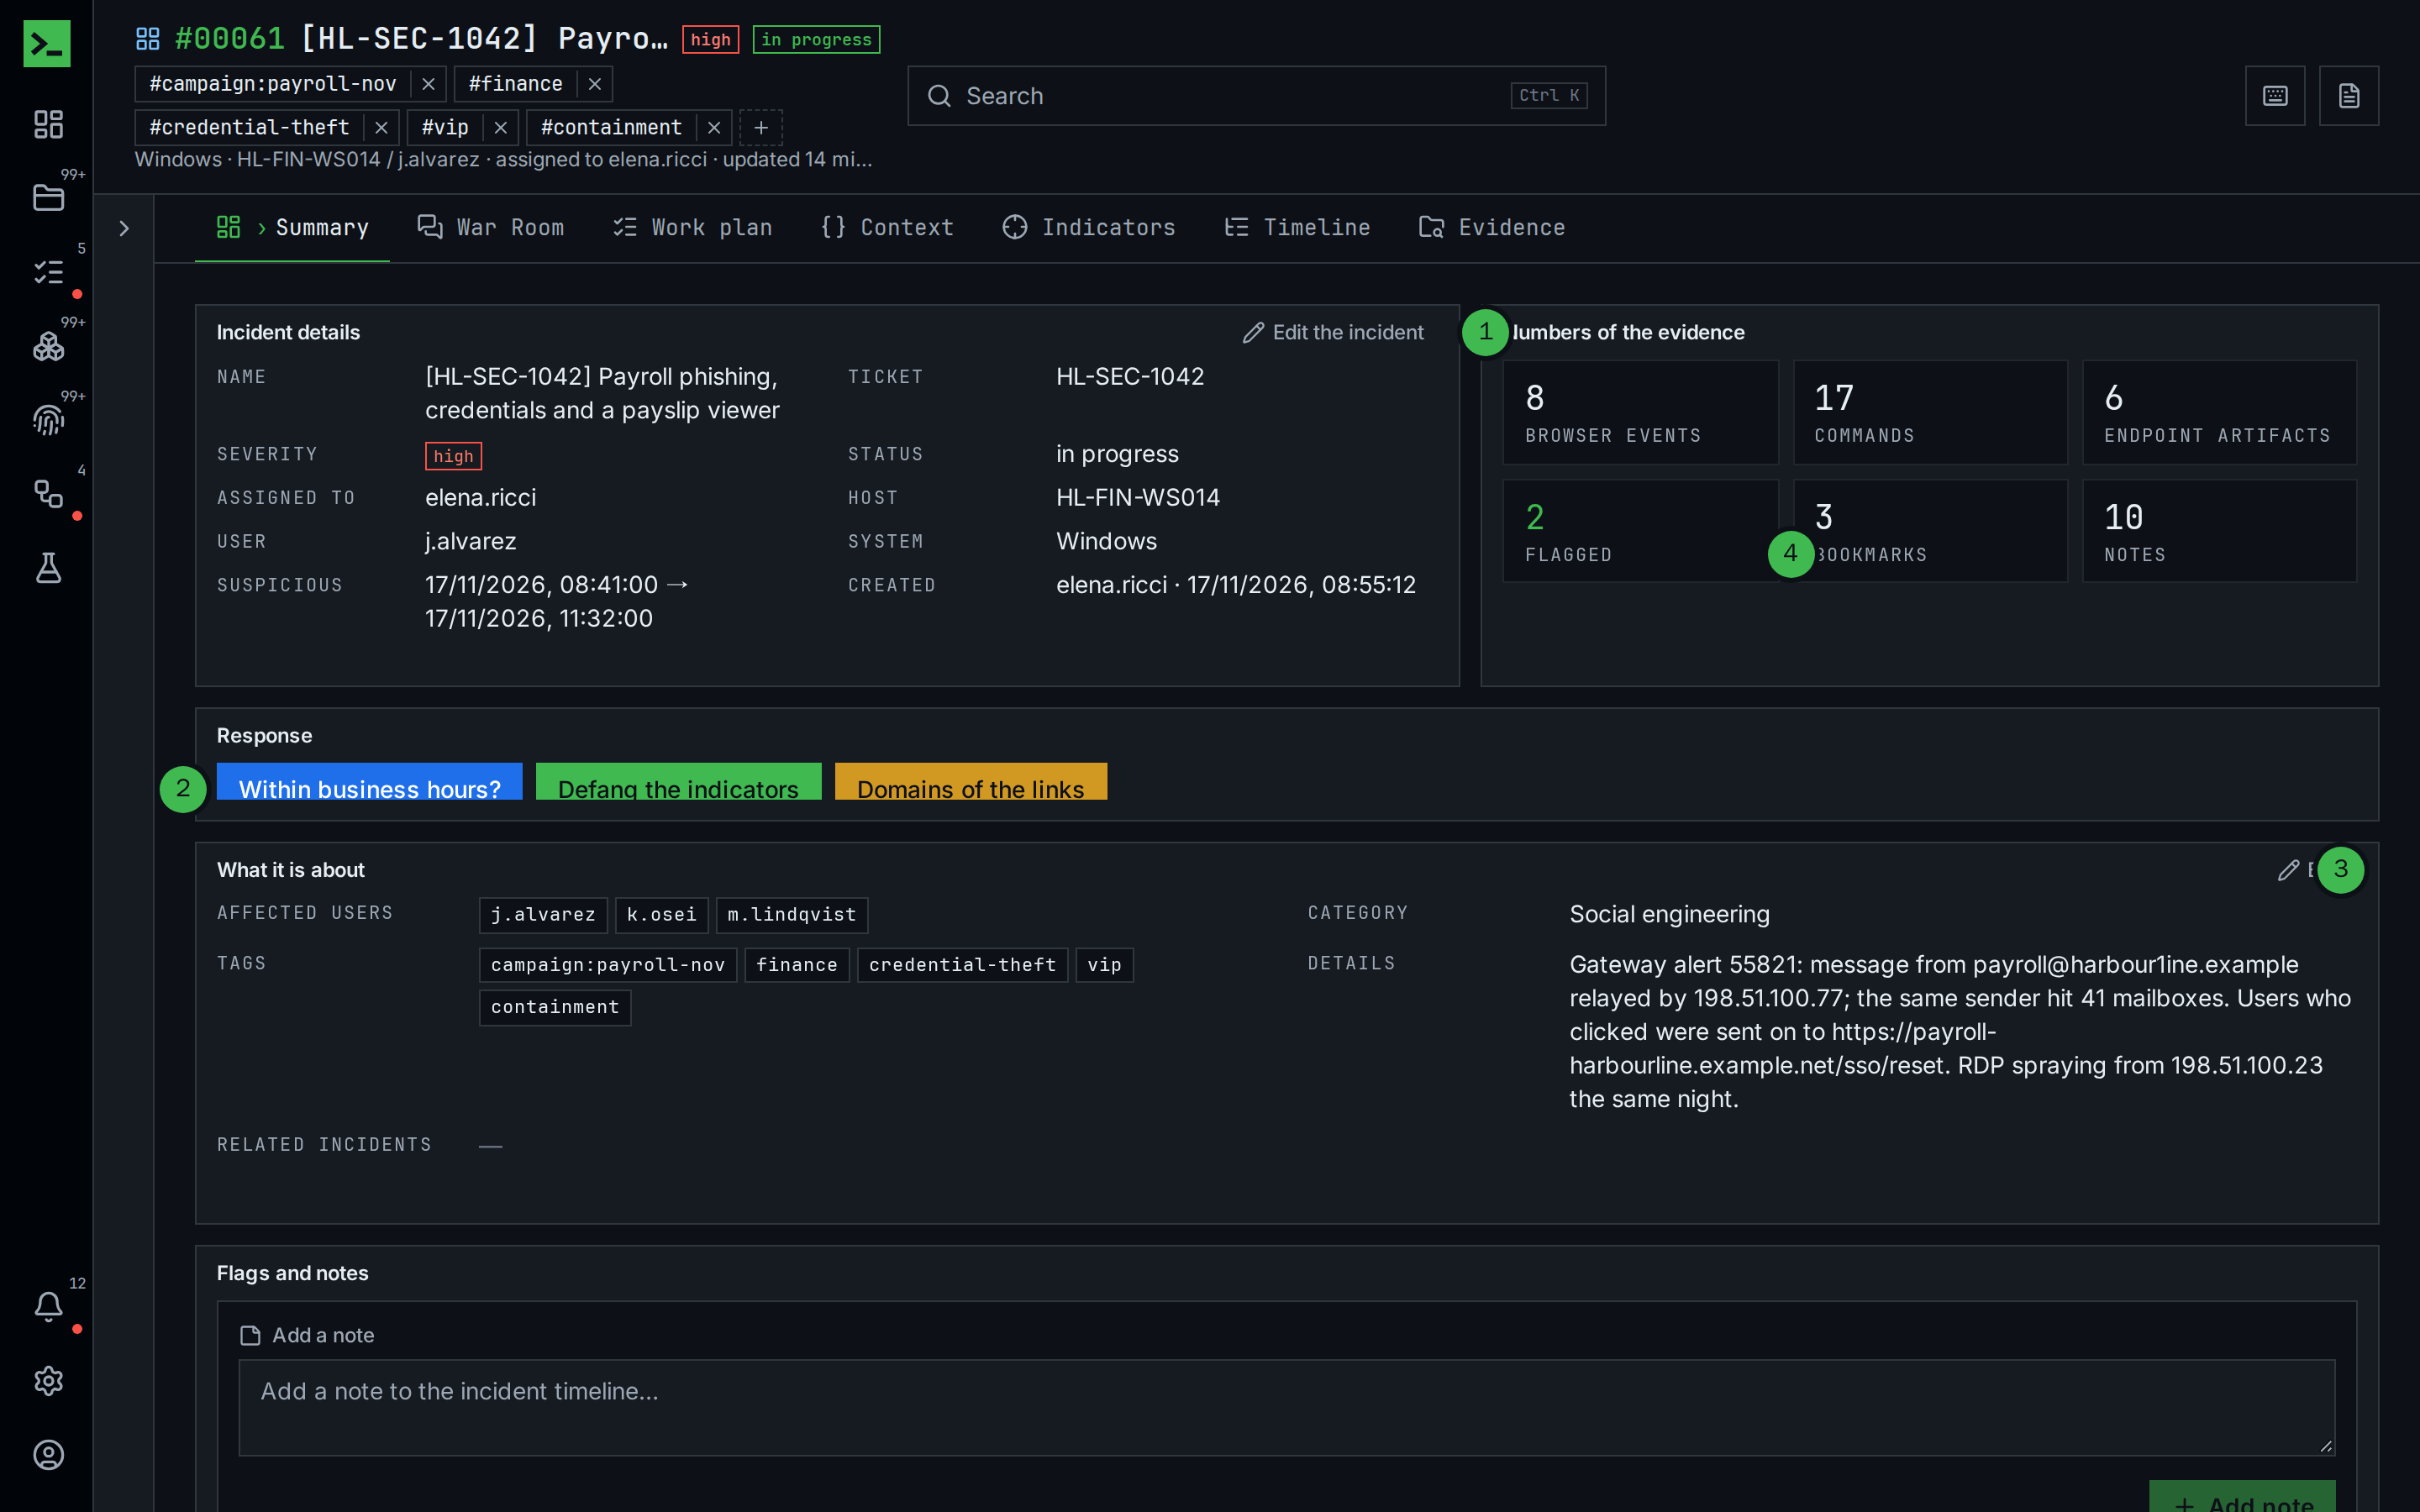 #00061 [HL-SEC-1042] Payro… high in progress
#campaign:payroll-nov #finance
#credential-theft #vip #containment
Windows · HL-FIN-WS014 / j.alvarez · assigned to elena.ricci · updated 14 mi…
Search Ctrl K
99+
5
99+
99+
4
12
› Summary War Room Work plan {} Context Indicators Timeline Evidence
Incident details Edit the incident
NAME [HL-SEC-1042] Payroll phishing, credentials and a payslip viewer
TICKET HL-SEC-1042
SEVERITY high
STATUS in progress
ASSIGNED TO elena.ricci
HOST HL-FIN-WS014
USER j.alvarez
SYSTEM Windows
SUSPICIOUS 17/11/2026, 08:41:00 →
17/11/2026, 11:32:00
CREATED elena.ricci · 17/11/2026, 08:55:12
1 umbers of the evidence
8 17 6
BROWSER EVENTS COMMANDS ENDPOINT ARTIFACTS
2 3 10
FLAGGED 4 BOOKMARKS NOTES
Response
2 Within business hours? Defang the indicators Domains of the links
What it is about 3
AFFECTED USERS j.alvarez k.osei m.lindqvist
CATEGORY Social engineering
TAGS campaign:payroll-nov finance credential-theft vip
containment
DETAILS Gateway alert 55821: message from payroll@harbour1ine.example
relayed by 198.51.100.77; the same sender hit 41 mailboxes. Users who
clicked were sent on to https://payroll-
harbourline.example.net/sso/reset. RDP spraying from 198.51.100.23
the same night.
RELATED INCIDENTS —
Flags and notes
Add a note
Add a note to the incident timeline...
+ Add note